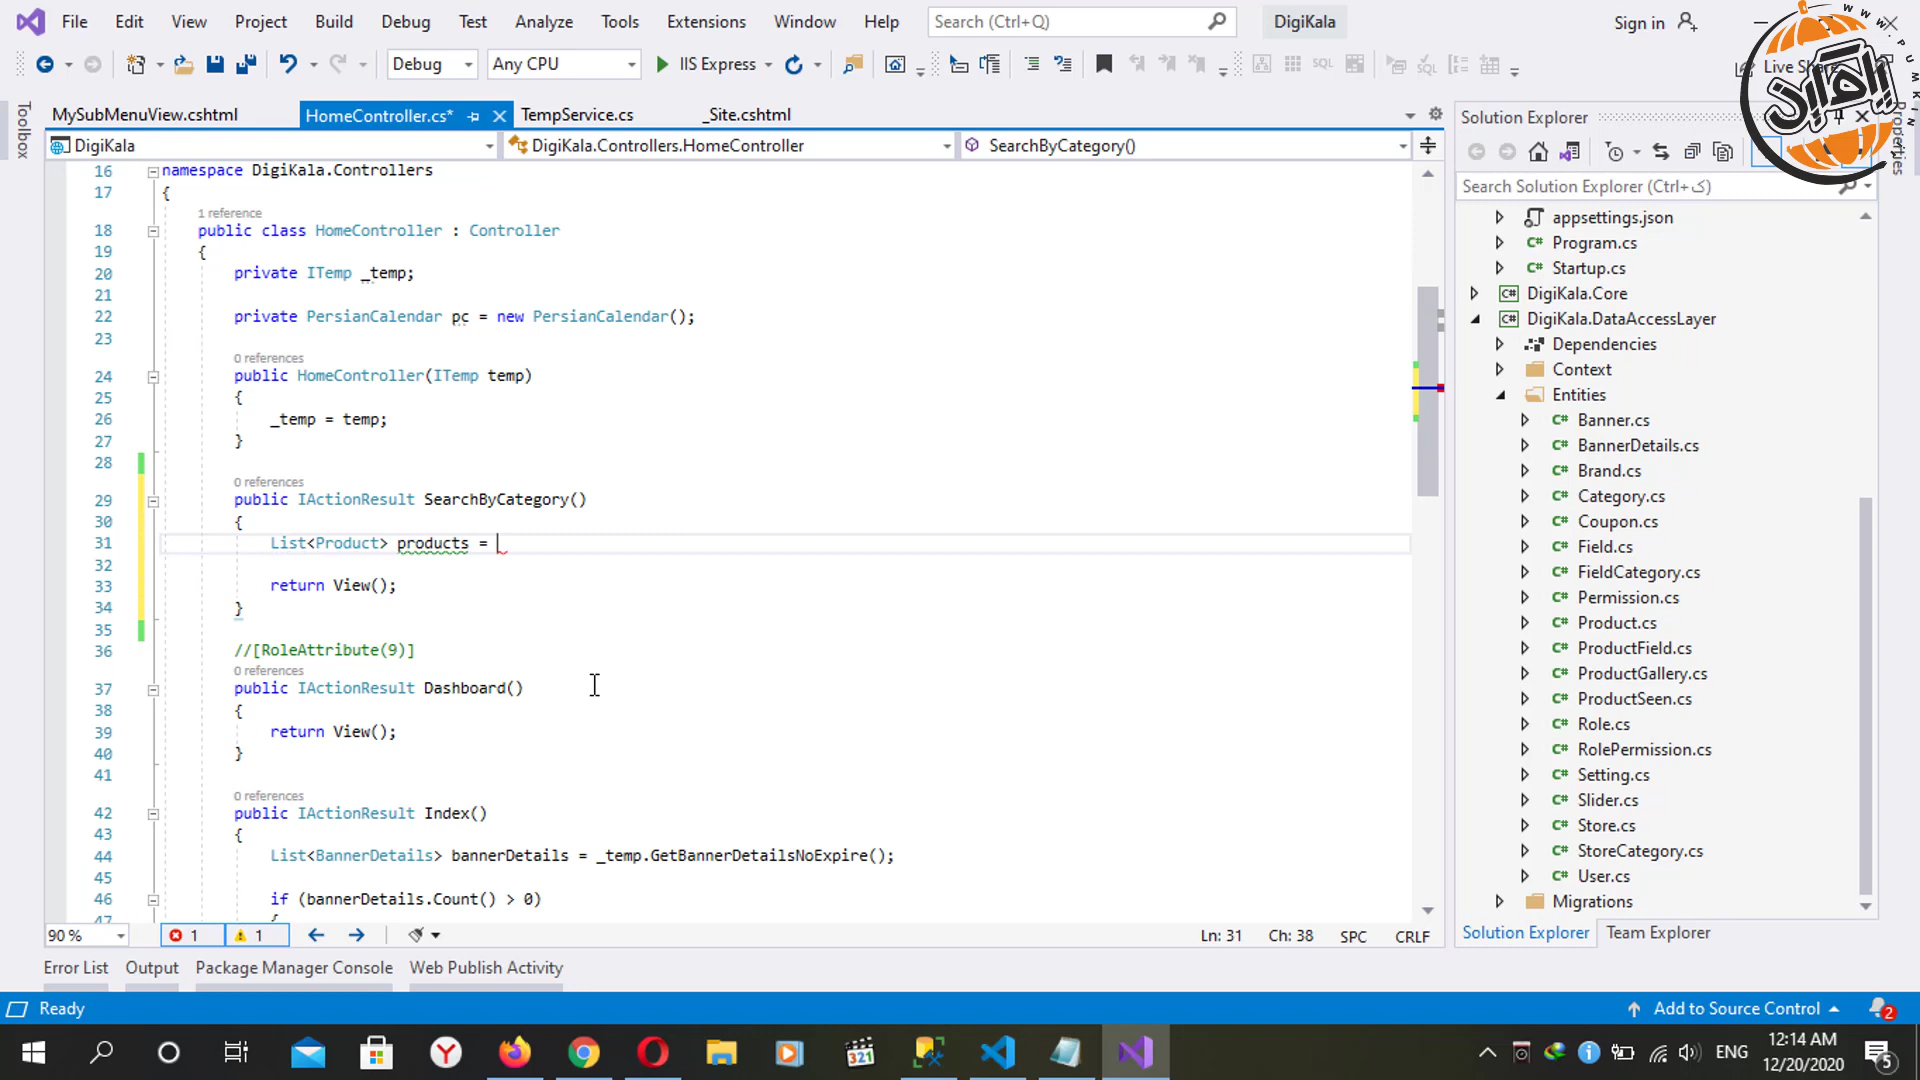 File Edit View Project Build Debug Test Analyze Tools Extensions Window Help Search (Ctrl+Q) DigiKala Sign in
Debug Any CPU IIS Express Live Share
MySubMenuView.cshtml HomeController.cs* TempService.cs _Site.cshtml
DigiKala DigiKala.Controllers.HomeController SearchByCategory()
16 namespace DigiKala.Controllers
17 {
1 reference
18 public class HomeController : Controller
19 {
20 private ITemp _temp;
21
22 private PersianCalendar pc = new PersianCalendar();
23
0 references
24 public HomeController(ITemp temp)
25 {
26 _temp = temp;
27 }
28
0 references
29 public IActionResult SearchByCategory()
30 {
31 List<Product> products =
32
33 return View();
34 }
35
36 //[RoleAttribute(9)]
0 references
37 public IActionResult Dashboard()
38 {
39 return View();
40 }
41
0 references
42 public IActionResult Index()
43 {
44 List<BannerDetails> bannerDetails = _temp.GetBannerDetailsNoExpire();
45
46 if (bannerDetails.Count() > 0)
47 {
90 % 1 1 Ln: 31 Ch: 38 SPC CRLF
Error List Output Package Manager Console Web Publish Activity
Ready Add to Source Control 2
Toolbox
Solution Explorer
Search Solution Explorer (Ctrl+ک)
appsettings.json
Program.cs
Startup.cs
DigiKala.Core
DigiKala.DataAccessLayer
Dependencies
Context
Entities
Banner.cs
BannerDetails.cs
Brand.cs
Category.cs
Coupon.cs
Field.cs
FieldCategory.cs
Permission.cs
Product.cs
ProductField.cs
ProductGallery.cs
ProductSeen.cs
Role.cs
RolePermission.cs
Setting.cs
Slider.cs
Store.cs
StoreCategory.cs
User.cs
Migrations
Solution Explorer Team Explorer
Properties
321 ENG 12:14 AM
12/20/2020 5